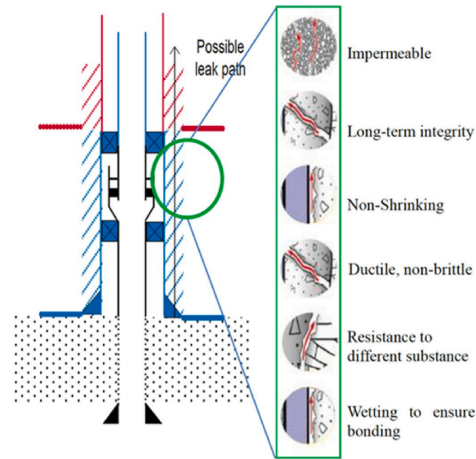 Possible
leak path
Impermeable
Long-term integrity
Non-Shrinking
Ductile, non-brittle
Resistance to
different substance
Wetting to ensure
bonding